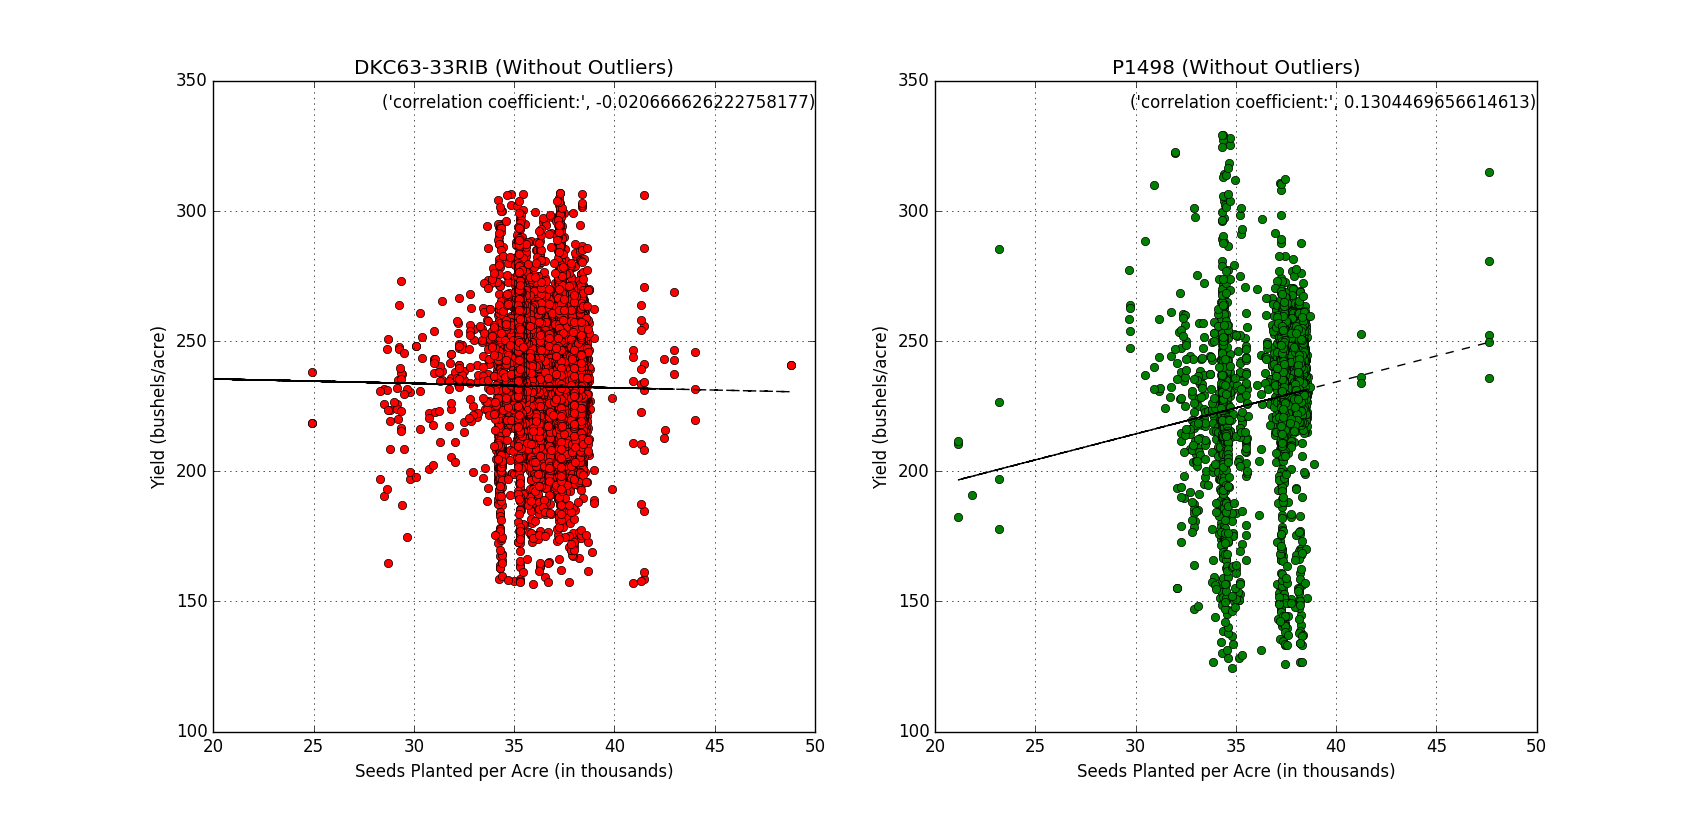 DKC63-33RIB (Without Outliers)
('correlation coefficient:', -0.020666626222758177)
350
300
250
200
150
100
Yield (bushels/acre)
20 25 30 35 40 45 50
Seeds Planted per Acre (in thousands)
P1498 (Without Outliers)
('correlation coefficient:', 0.1304469656614613)
350
300
250
200
150
100
Yield (bushels/acre)
20 25 30 35 40 45 50
Seeds Planted per Acre (in thousands)